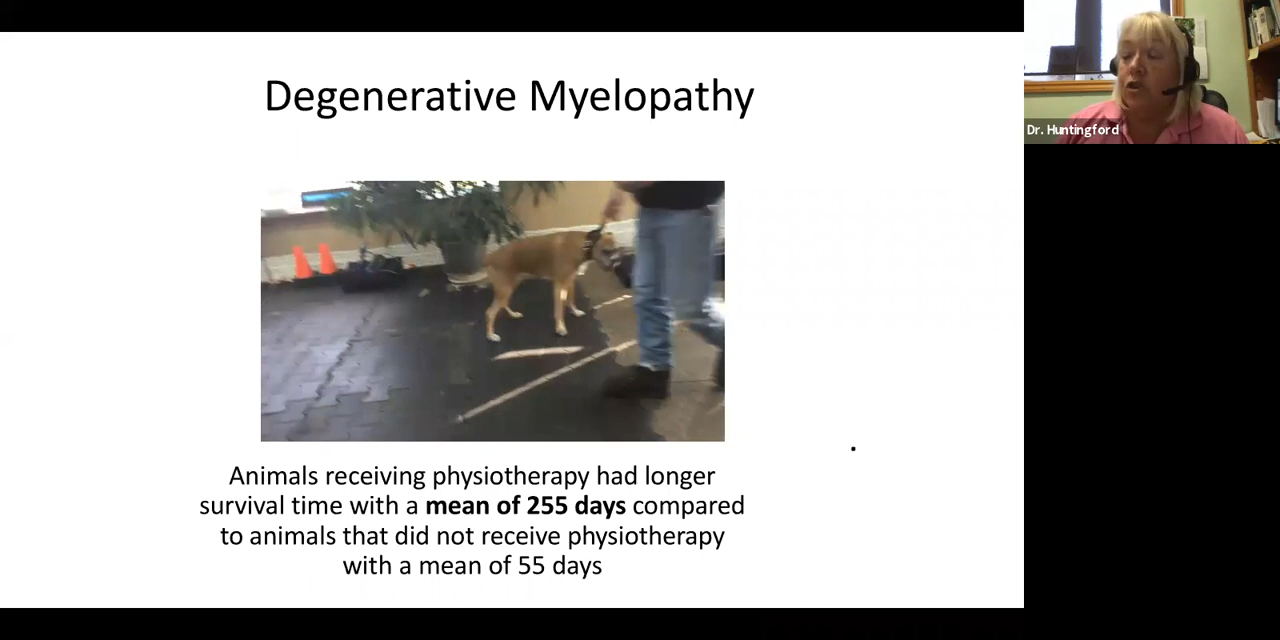 Degenerative Myelopathy
Animals receiving physiotherapy had longer
survival time with a mean of 255 days compared
to animals that did not receive physiotherapy
with a mean of 55 days
Dr. Huntingford